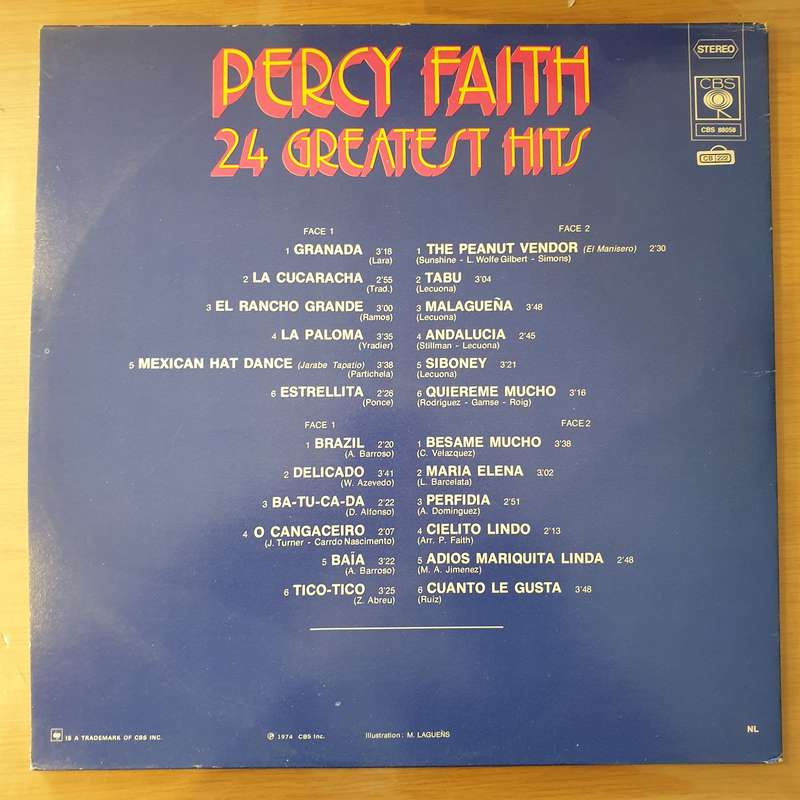 PERCY FAITH
24 GREATEST HITS
STEREO
CBS
CBS 88058
CB 222
FACE 1
1 GRANADA 3'18
(Lara)
2 LA CUCARACHA 2'55
(Trad.)
3 EL RANCHO GRANDE 3'00
(Ramos)
4 LA PALOMA 3'35
(Yradier)
5 MEXICAN HAT DANCE (Jarabe Tapatio) 3'38
(Partichela)
6 ESTRELLITA 2'26
(Ponce)
FACE 2
1 THE PEANUT VENDOR (El Manisero) 2'30
(Sunshine - L. Wolfe Gilbert - Simons)
2 TABU 3'04
(Lecuona)
3 MALAGUEÑA 3'48
(Lecuona)
4 ANDALUCIA 2'45
(Stillman - Lecuona)
5 SIBONEY 3'21
(Lecuona)
6 QUIEREME MUCHO 3'16
(Rodriguez - Gamse - Roig)
FACE 1
1 BRAZIL 2'20
(A. Barroso)
2 DELICADO 3'41
(W. Azevedo)
3 BA-TU-CA-DA 2'22
(D. Alfonso)
4 O CANGACEIRO 2'07
(J. Turner - Carrdo Nascimento)
5 BAÏA 3'22
(A. Barroso)
6 TICO-TICO 3'25
(Z. Abreu)
FACE 2
1 BESAME MUCHO 3'38
(C. Velazquez)
2 MARIA ELENA 3'02
(L. Barcelata)
3 PERFIDIA 2'51
(A. Dominguez)
4 CIELITO LINDO 2'13
(Arr. P. Faith)
5 ADIOS MARIQUITA LINDA 2'48
(M. A. Jimenez)
6 CUANTO LE GUSTA 3'48
(Ruiz)
IS A TRADEMARK OF CBS INC.
℗ 1974 CBS Inc.
Illustration: M. LAGUEÑS
NL